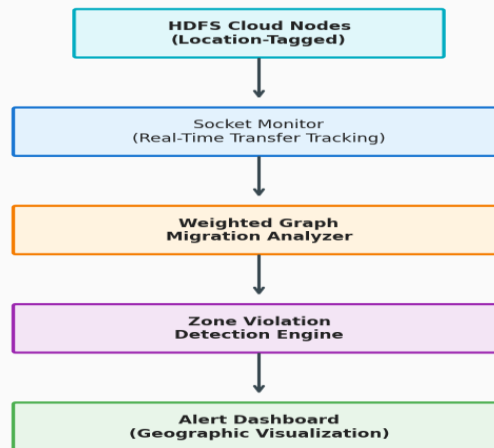 HDFS Cloud Nodes
(Location-Tagged)
Socket Monitor
(Real-Time Transfer Tracking)
Weighted Graph
Migration Analyzer
Zone Violation
Detection Engine
Alert Dashboard
(Geographic Visualization)